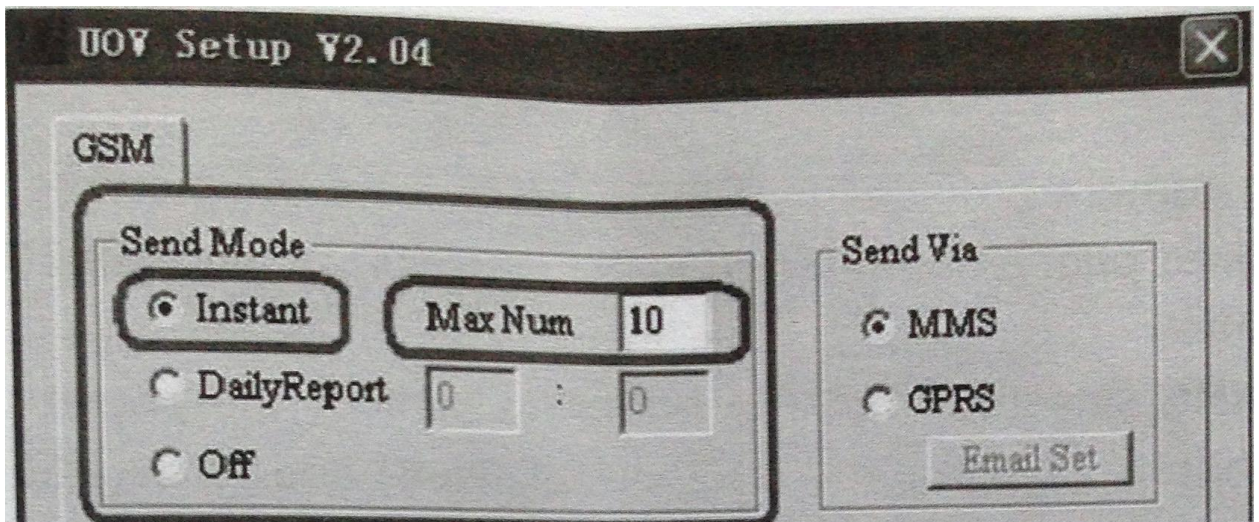 UOV Setup V2.04
GSM
Send Mode
Instant
Max Num 10
DailyReport 0 : 0
Off
Send Via
MMS
GPRS
Email Set